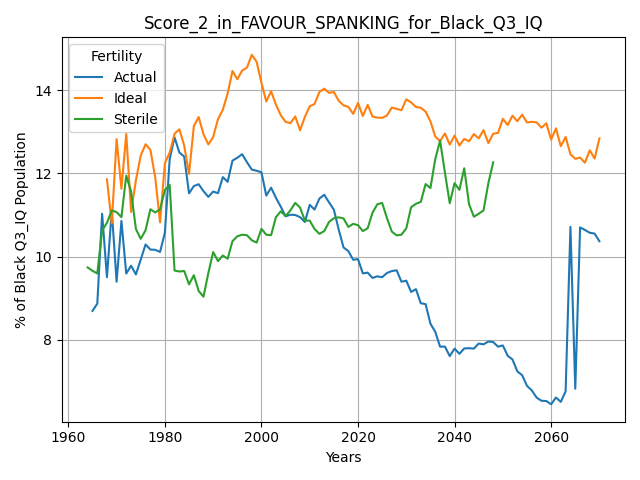 Score_2_in_FAVOUR_SPANKING_for_Black_Q3_IQ
Fertility
Actual
Ideal
Sterile
% of Black Q3_IQ Population
14
12
10
8
1960
1980
2000
2020
2040
2060
Years